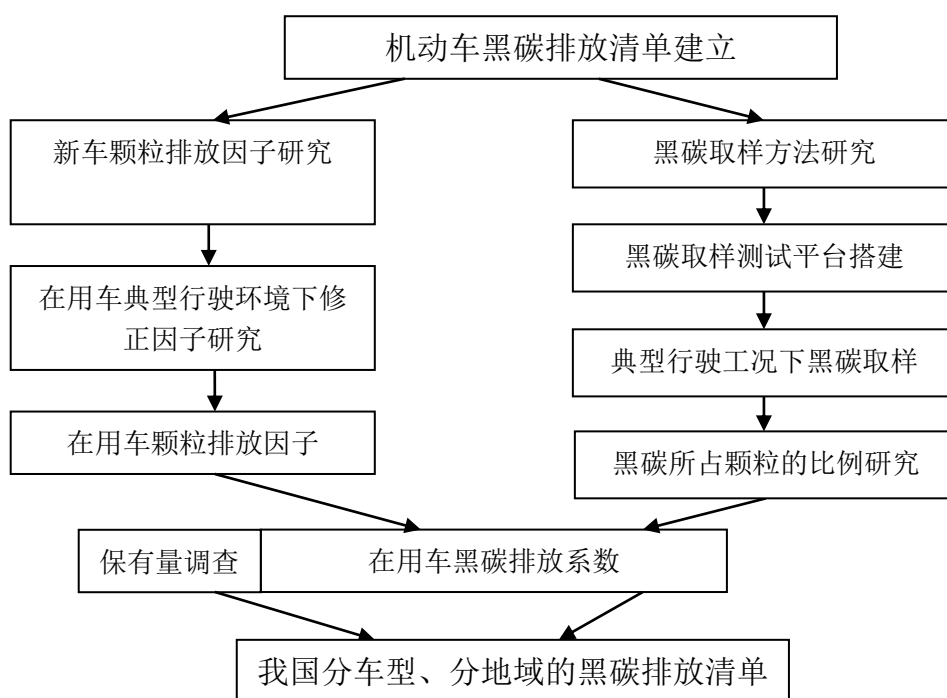 机动车黑碳排放清单建立
新车颗粒排放因子研究
黑碳取样方法研究
黑碳取样测试平台搭建
在用车典型行驶环境下修
正因子研究
典型行驶工况下黑碳取样
在用车颗粒排放因子
黑碳所占颗粒的比例研究
保有量调查
在用车黑碳排放系数
我国分车型、分地域的黑碳排放清单